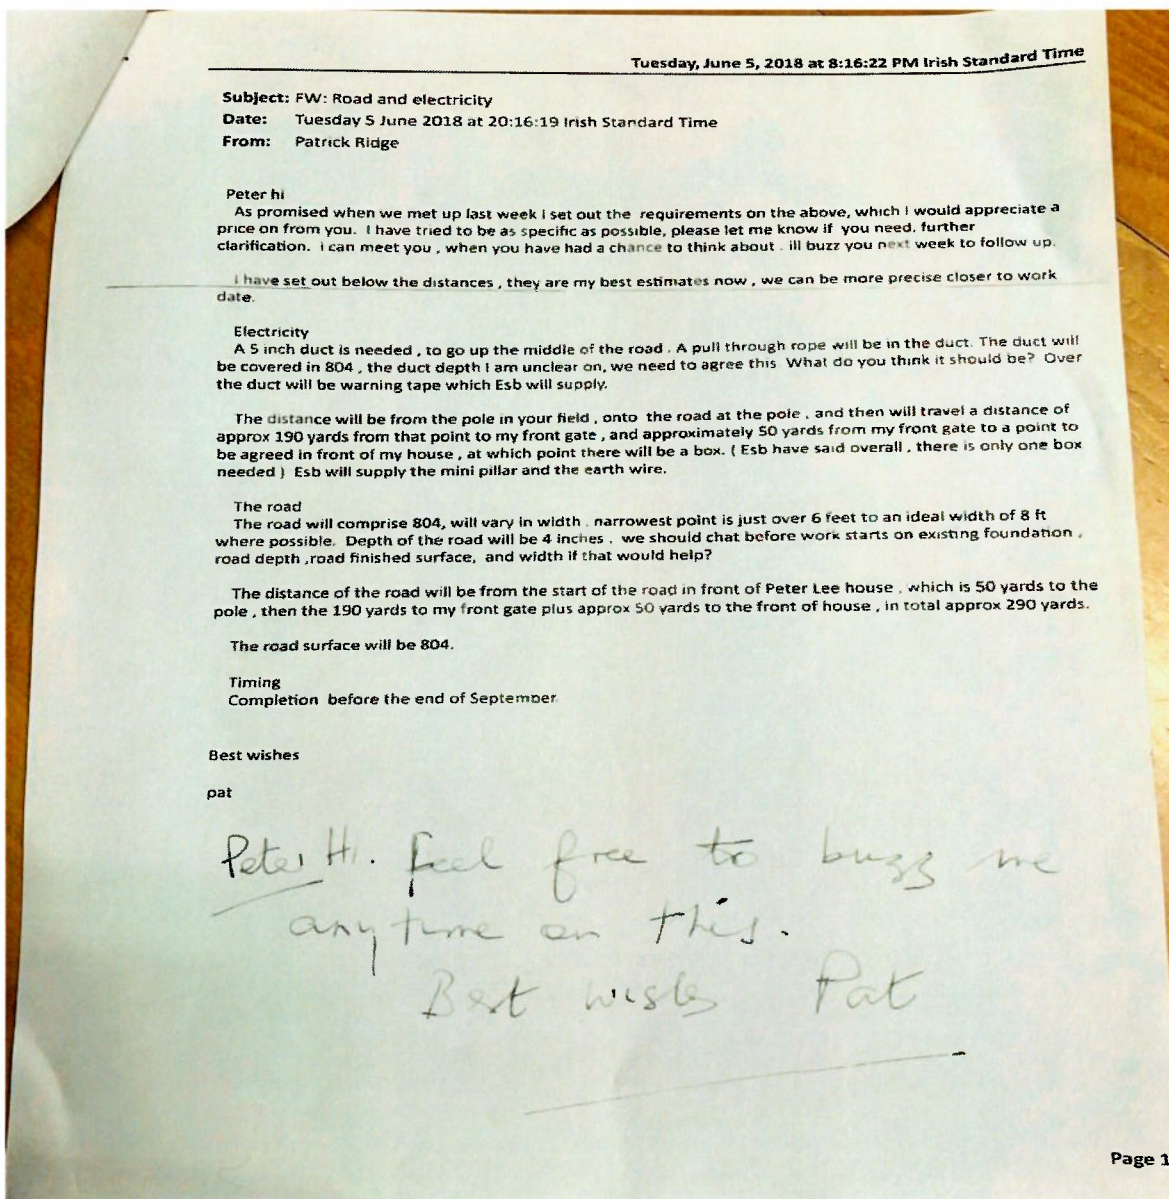 Tuesday, June 5, 2018 at 8:16:22 PM Irish Standard Time
Subject: FW: Road and electricity
Date: Tuesday 5 June 2018 at 20:16:19 Irish Standard Time
From: Patrick Ridge
Peter hi
As promised when we met up last week i set out the requirements on the above, which I would appreciate a
price on from you. I have tried to be as specific as possible, please let me know if you need. further
clarification. i can meet you , when you have had a chance to think about . ill buzz you next week to follow up.
I have set out below the distances , they are my best estimates now , we can be more precise closer to work
date.
Electricity
A 5 inch duct is needed , to go up the middle of the road . A pull through rope will be in the duct. The duct will
be covered in 804 , the duct depth I am unclear on, we need to agree this What do you think it should be? Over
the duct will be warning tape which Esb will supply.
The distance will be from the pole in your field , onto the road at the pole , and then will travel a distance of
approx 190 yards from that point to my front gate , and approximately 50 yards from my front gate to a point to
be agreed in front of my house , at which point there will be a box. ( Esb have said overall , there is only one box
needed ) Esb will supply the mini pillar and the earth wire.
The road
The road will comprise 804, will vary in width . narrowest point is just over 6 feet to an ideal width of 8 ft
where possible. Depth of the road will be 4 inches . we should chat before work starts on existing foundation ,
road depth ,road finished surface, and width if that would help?
The distance of the road will be from the start of the road in front of Peter Lee house , which is 50 yards to the
pole , then the 190 yards to my front gate plus approx 50 yards to the front of house , in total approx 290 yards.
The road surface will be 804.
Timing
Completion before the end of September
Best wishes
pat
Peter Hi. Feel free to buzz me
anytime on this.
Best wishes Pat
Page 1